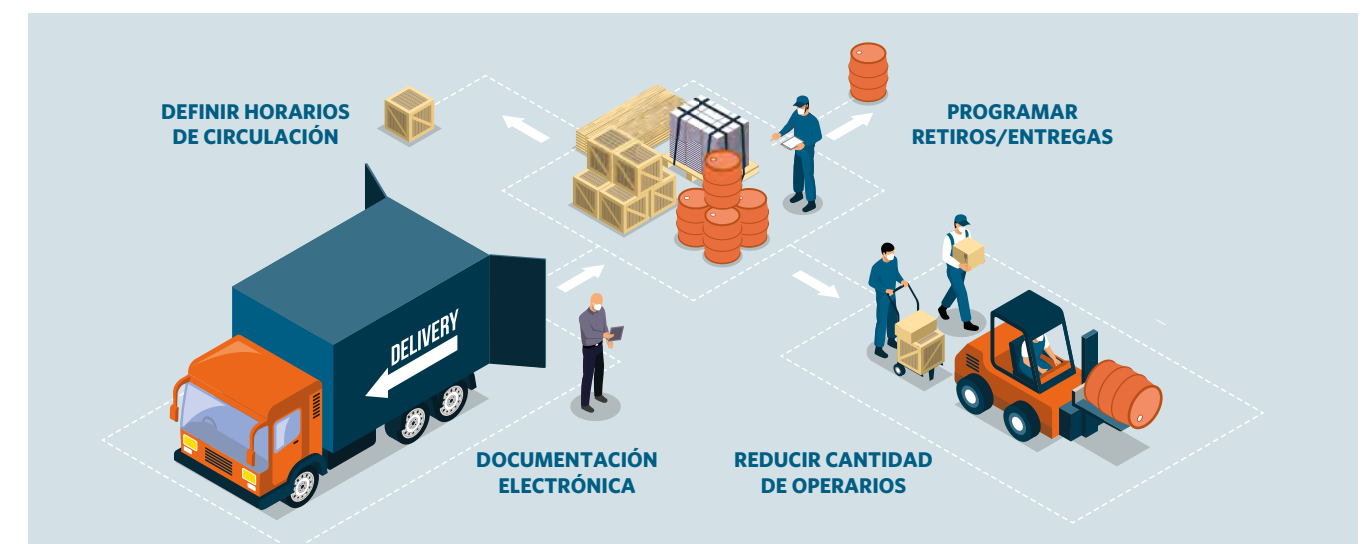 DEFINIR HORARIOS
DE CIRCULACIÓN
PROGRAMAR
RETIROS/ENTREGAS
DELIVERY
DOCUMENTACIÓN
ELECTRÓNICA
REDUCIR CANTIDAD
DE OPERARIOS